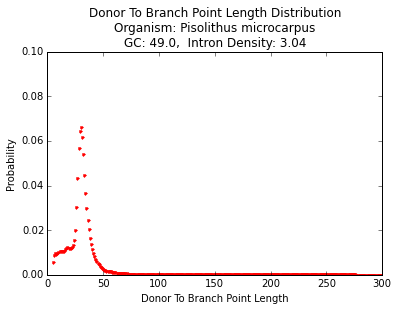 Donor To Branch Point Length Distribution
Organism: Pisolithus microcarpus
GC: 49.0,  Intron Density: 3.04
0.10
0.08
0.06
0.04
0.02
0.00
Probability
0 50 100 150 200 250 300
Donor To Branch Point Length